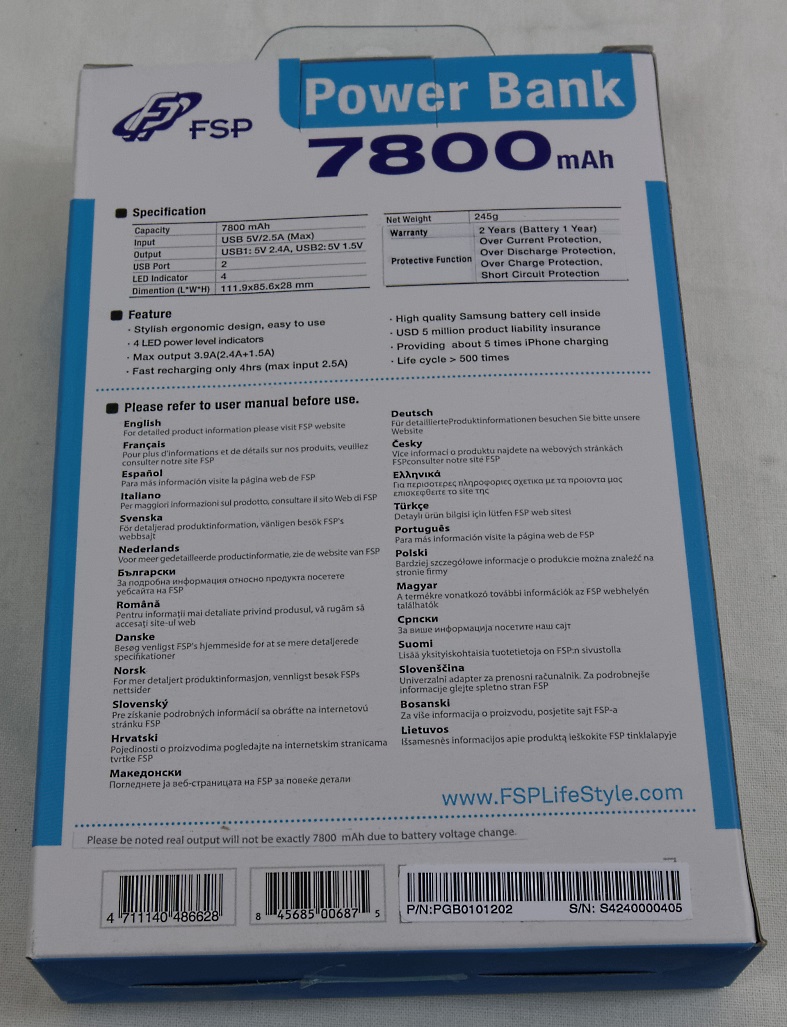 FSP
Power Bank
7800 mAh
Specification
Capacity 7800 mAh
Input USB 5V/2.5A (Max)
Output USB1: 5V 2.4A, USB2: 5V 1.5V
USB Port 2
LED Indicator 4
Dimention (L*W*H) 111.9x85.6x28 mm
Net Weight 245g
Warranty 2 Years (Battery 1 Year)
Protective Function Over Current Protection,
Over Discharge Protection,
Over Charge Protection,
Short Circuit Protection
Feature
· Stylish ergonomic design, easy to use
· 4 LED power level indicators
· Max output 3.9A(2.4A+1.5A)
· Fast recharging only 4hrs (max input 2.5A)
· High quality Samsung battery cell inside
· USD 5 million product liability insurance
· Providing about 5 times iPhone charging
· Life cycle > 500 times
Please refer to user manual before use.
English
For detailed product information please visit FSP website
Français
Pour plus d'informations et de détails sur nos produits, veuillez
consulter notre site FSP
Español
Para más información visite la página web de FSP
Italiano
Per maggiori informazioni sul prodotto, consultare il sito Web di FSP
Svenska
För detaljerad produktinformation, vänligen besök FSP's
webbsajt
Nederlands
Voor meer gedetailleerde productinformatie, zie de website van FSP
Български
За подробна информация относно продукта посетете
уебсайта на FSP
Română
Pentru informații mai detaliate privind produsul, vă rugăm să
accesați site-ul web
Danske
Besøg venligst FSP's hjemmeside for at se mere detaljerede
specifikationer
Norsk
For mer detaljert produktinformasjon, vennligst besøk FSPs
nettsider
Slovenský
Pre získanie podrobných informácií sa obráťte na internetovú
stránku FSP
Hrvatski
Pojedinosti o proizvodima pogledajte na internetskim stranicama
tvrtke FSP
Македонски
Погледнете ја веб-страницата на FSP за повеќе детали
Deutsch
Für detaillierteProduktinformationen besuchen Sie bitte unsere
Website
Česky
Více informací o produktu najdete na webových stránkách
FSPconsulter notre site FSP
Ελληνικά
Για περισσοτερες πληροφοριες σχετικα με τα προιοντα μας
επισκεφθειτε το site της
Türkçe
Detaylı ürün bilgisi için lütfen FSP web sitesi
Português
Para más información visite la página web de FSP
Polski
Bardziej szczegółowe informacje o produkcie można znaleźć na
stronie firmy
Magyar
A termékre vonatkozó további információk az FSP webhelyén
találhatók
Српски
За више информација посетите наш сајт
Suomi
Lisää yksityiskohtaisia tuotetietoja on FSP:n sivustolla
Slovenščina
Univerzalni adapter za prenosni računalnik. Za podrobnejše
informacije glejte spletno stran FSP
Bosanski
Za više informacija o proizvodu, posjetite sajt FSP-a
Lietuvos
Išsamesnės informacijos apie produktą ieškokite FSP tinklalapyje
www.FSPLifeStyle.com
Please be noted real output will not be exactly 7800 mAh due to battery voltage change.
4 711140 486628
8 45685 00687 5
P/N:PGB0101202 S/N: S4240000405